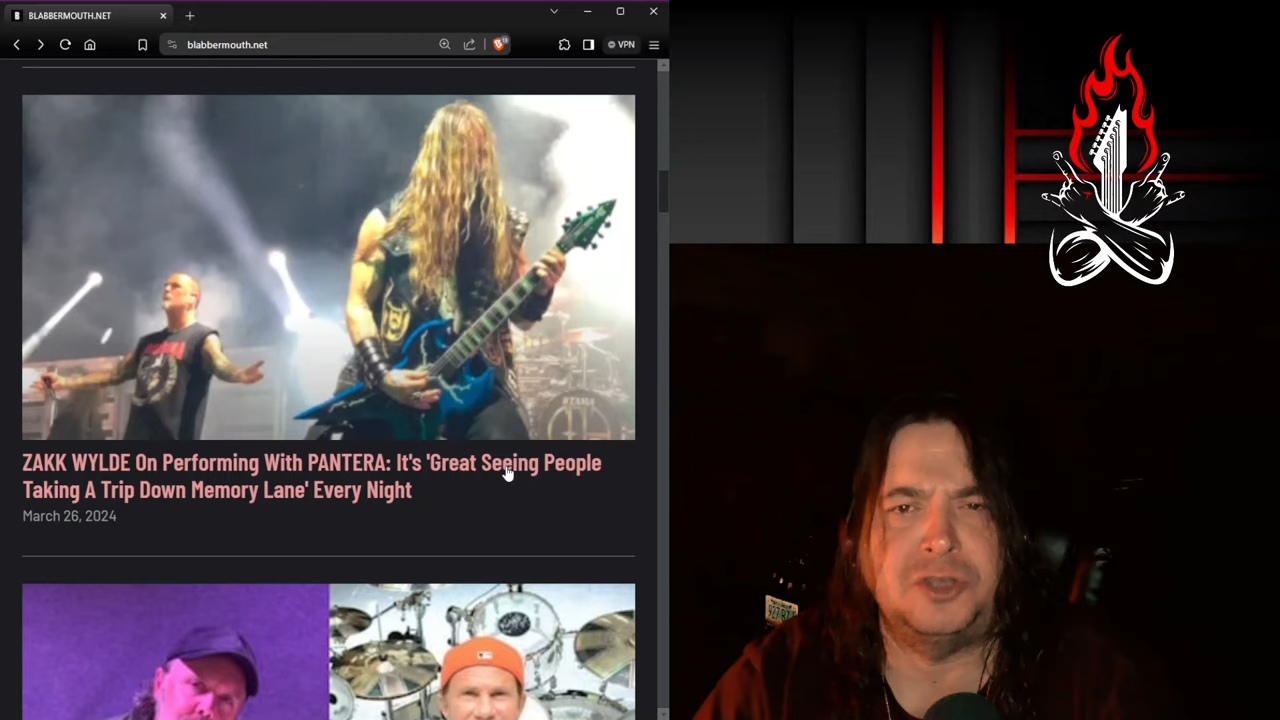 BLABBERMOUTH.NET
blabbermouth.net
VPN
ZAKK WYLDE On Performing With PANTERA: It's 'Great Seeing People
Taking A Trip Down Memory Lane' Every Night
March 26, 2024
TAMA